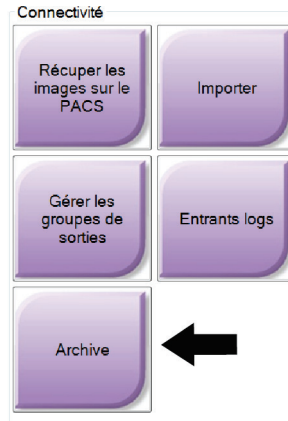 Connectivité
Récuper les
images sur le
PACS
Importer
Gérer les
groupes de
sorties
Entrants logs
Archive